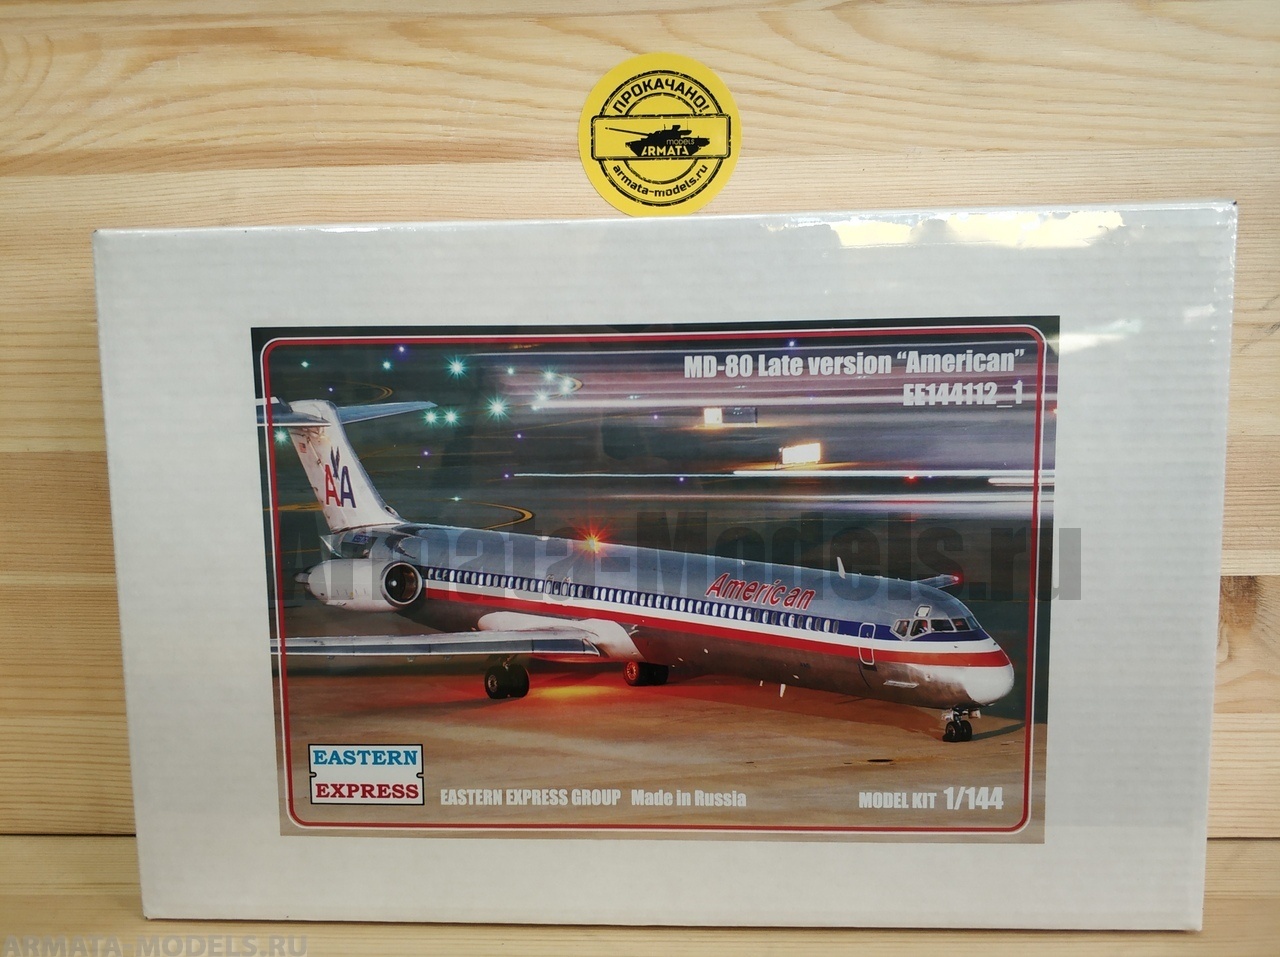 ПРОКАЧАНО!
models
ARMATA
armata-models.ru
MD-80 Late version “American”
EE144112_1
AA
Armata-Models.ru
American
EASTERN
EXPRESS
EASTERN EXPRESS GROUP Made in Russia
MODEL KIT 1/144
ARMATA-MODELS.RU